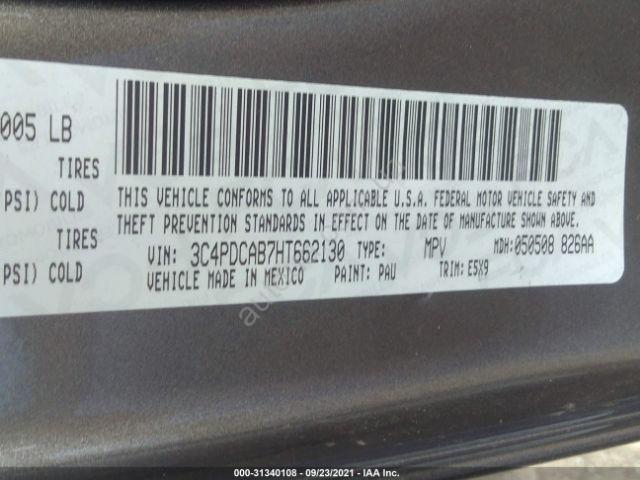 005 LB
TIRES
PSI) COLD
TIRES
PSI) COLD
THIS VEHICLE CONFORMS TO ALL APPLICABLE U.S.A. FEDERAL MOTOR VEHICLE SAFETY AND
THEFT PREVENTION STANDARDS IN EFFECT ON THE DATE OF MANUFACTURE SHOWN ABOVE.
VIN: 3C4PDCAB7HT662130 TYPE: MPV MDH:050508 826AA
VEHICLE MADE IN MEXICO PAINT: PAU TRIM: E5X9
000-31340108 - 09/23/2021 - IAA Inc.